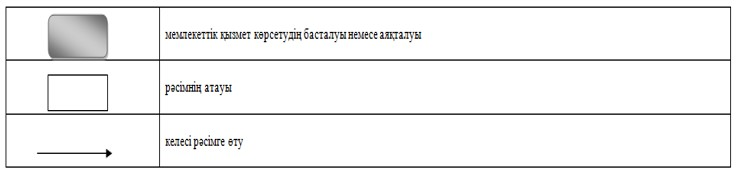 мемлекеттік қызмет көрсетудің басталуы немесе аяқталуы
рәсімнің атауы
келесі рәсімге өту